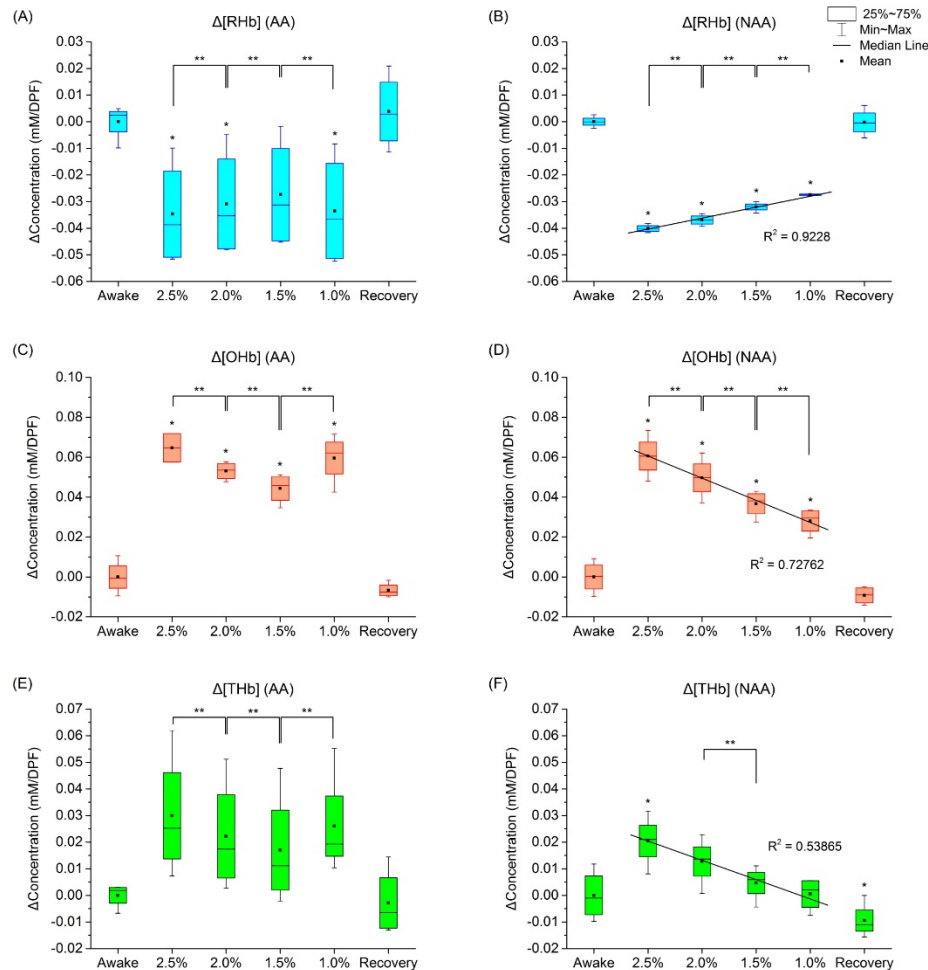 (A)
Δ[RHb] (AA)
ΔConcentration (mM/DPF)
0.03
0.02
0.01
0.00
-0.01
-0.02
-0.03
-0.04
-0.05
-0.06
** ** **
* * *
Awake 2.5% 2.0% 1.5% 1.0% Recovery
(B)
Δ[RHb] (NAA)
25%~75%
Min~Max
Median Line
Mean
ΔConcentration (mM/DPF)
0.03
0.02
0.01
0.00
-0.01
-0.02
-0.03
-0.04
-0.05
-0.06
** ** **
* * * *
R² = 0.9228
Awake 2.5% 2.0% 1.5% 1.0% Recovery
(C)
Δ[OHb] (AA)
ΔConcentration (mM/DPF)
0.10
0.08
0.06
0.04
0.02
0.00
-0.02
** ** **
* * * *
Awake 2.5% 2.0% 1.5% 1.0% Recovery
(D)
Δ[OHb] (NAA)
ΔConcentration (mM/DPF)
0.10
0.08
0.06
0.04
0.02
0.00
-0.02
** ** **
* * * *
R² = 0.72762
Awake 2.5% 2.0% 1.5% 1.0% Recovery
(E)
Δ[THb] (AA)
ΔConcentration (mM/DPF)
0.07
0.06
0.05
0.04
0.03
0.02
0.01
0.00
-0.01
-0.02
** ** **
Awake 2.5% 2.0% 1.5% 1.0% Recovery
(F)
Δ[THb] (NAA)
ΔConcentration (mM/DPF)
0.07
0.06
0.05
0.04
0.03
0.02
0.01
0.00
-0.01
-0.02
**
* *
R² = 0.53865
Awake 2.5% 2.0% 1.5% 1.0% Recovery